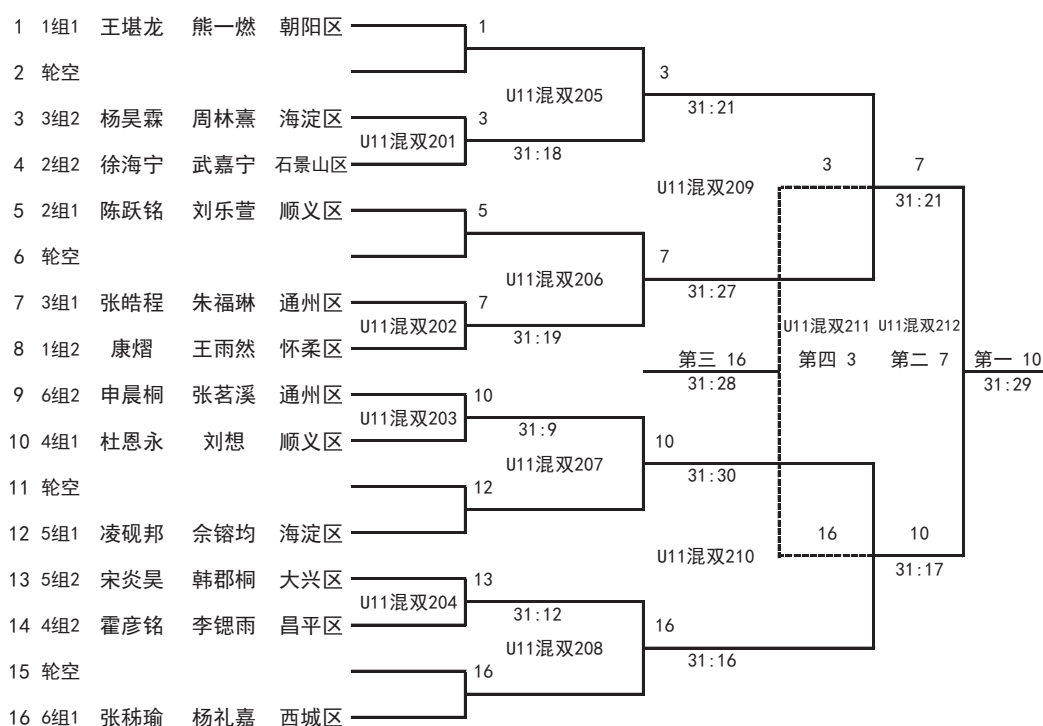 1 1组1 王堪龙 熊一燃 朝阳区 1
2 轮空 3
U11混双205 31:21
3 3组2 杨昊霖 周林熹 海淀区 3
U11混双201 31:18
4 2组2 徐海宁 武嘉宁 石景山区 3 7
U11混双209 31:21
5 2组1 陈跃铭 刘乐萱 顺义区 5
6 轮空 7
U11混双206 31:27
7 3组1 张皓程 朱福琳 通州区 7
U11混双202 31:19 U11混双211 U11混双212
8 1组2 康熠 王雨然 怀柔区 第三 16 第四 3 第二 7 第一 10
31:28 31:29
9 6组2 申晨桐 张茗溪 通州区 10
U11混双203 31:9
10 4组1 杜恩永 刘想 顺义区 10
U11混双207 31:30
11 轮空 12
12 5组1 凌砚邦 佘镕均 海淀区 16 10
U11混双210 31:17
13 5组2 宋炎昊 韩郡桐 大兴区 13
U11混双204 31:12
14 4组2 霍彦铭 李锶雨 昌平区 16
U11混双208 31:16
15 轮空 16
16 6组1 张秭瑜 杨礼嘉 西城区